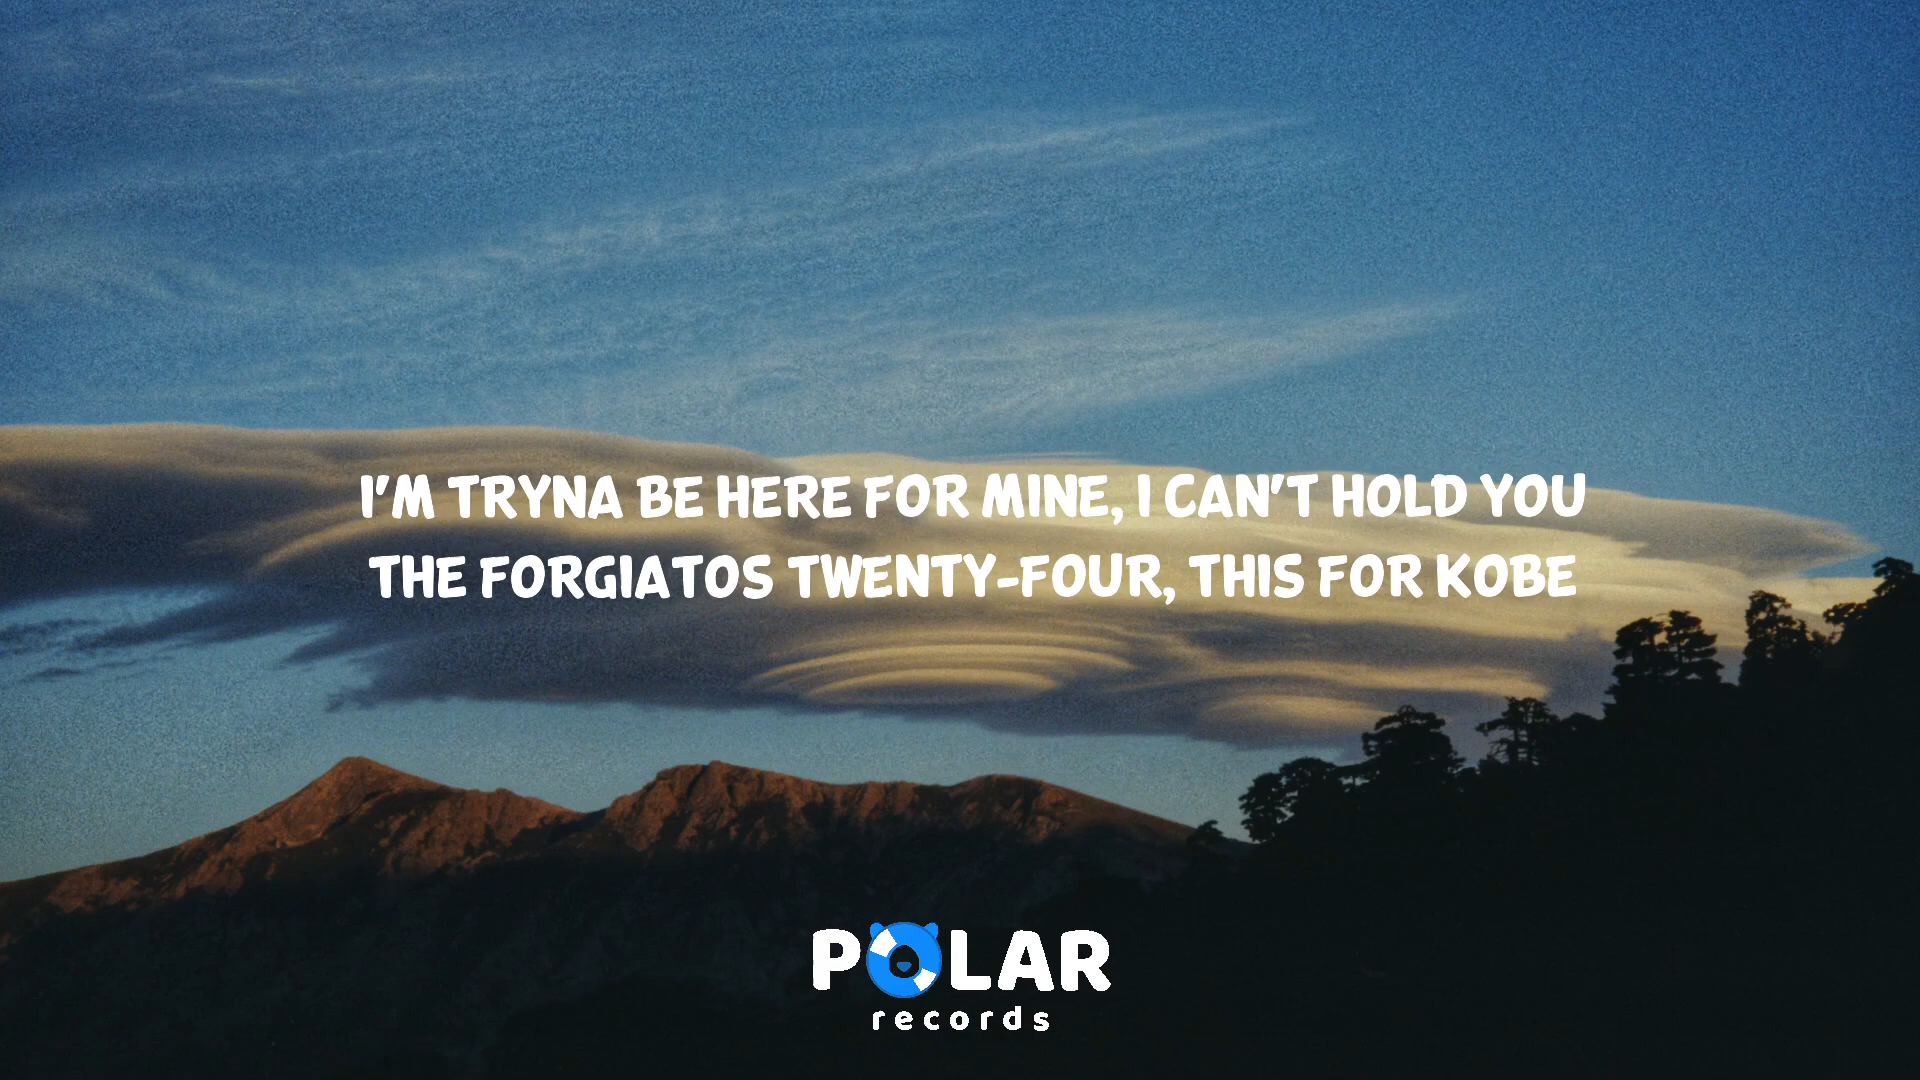 I'M TRYNA BE HERE FOR MINE, I CAN'T HOLD YOU
THE FORGIATOS TWENTY-FOUR, THIS FOR KOBE
POLAR
records